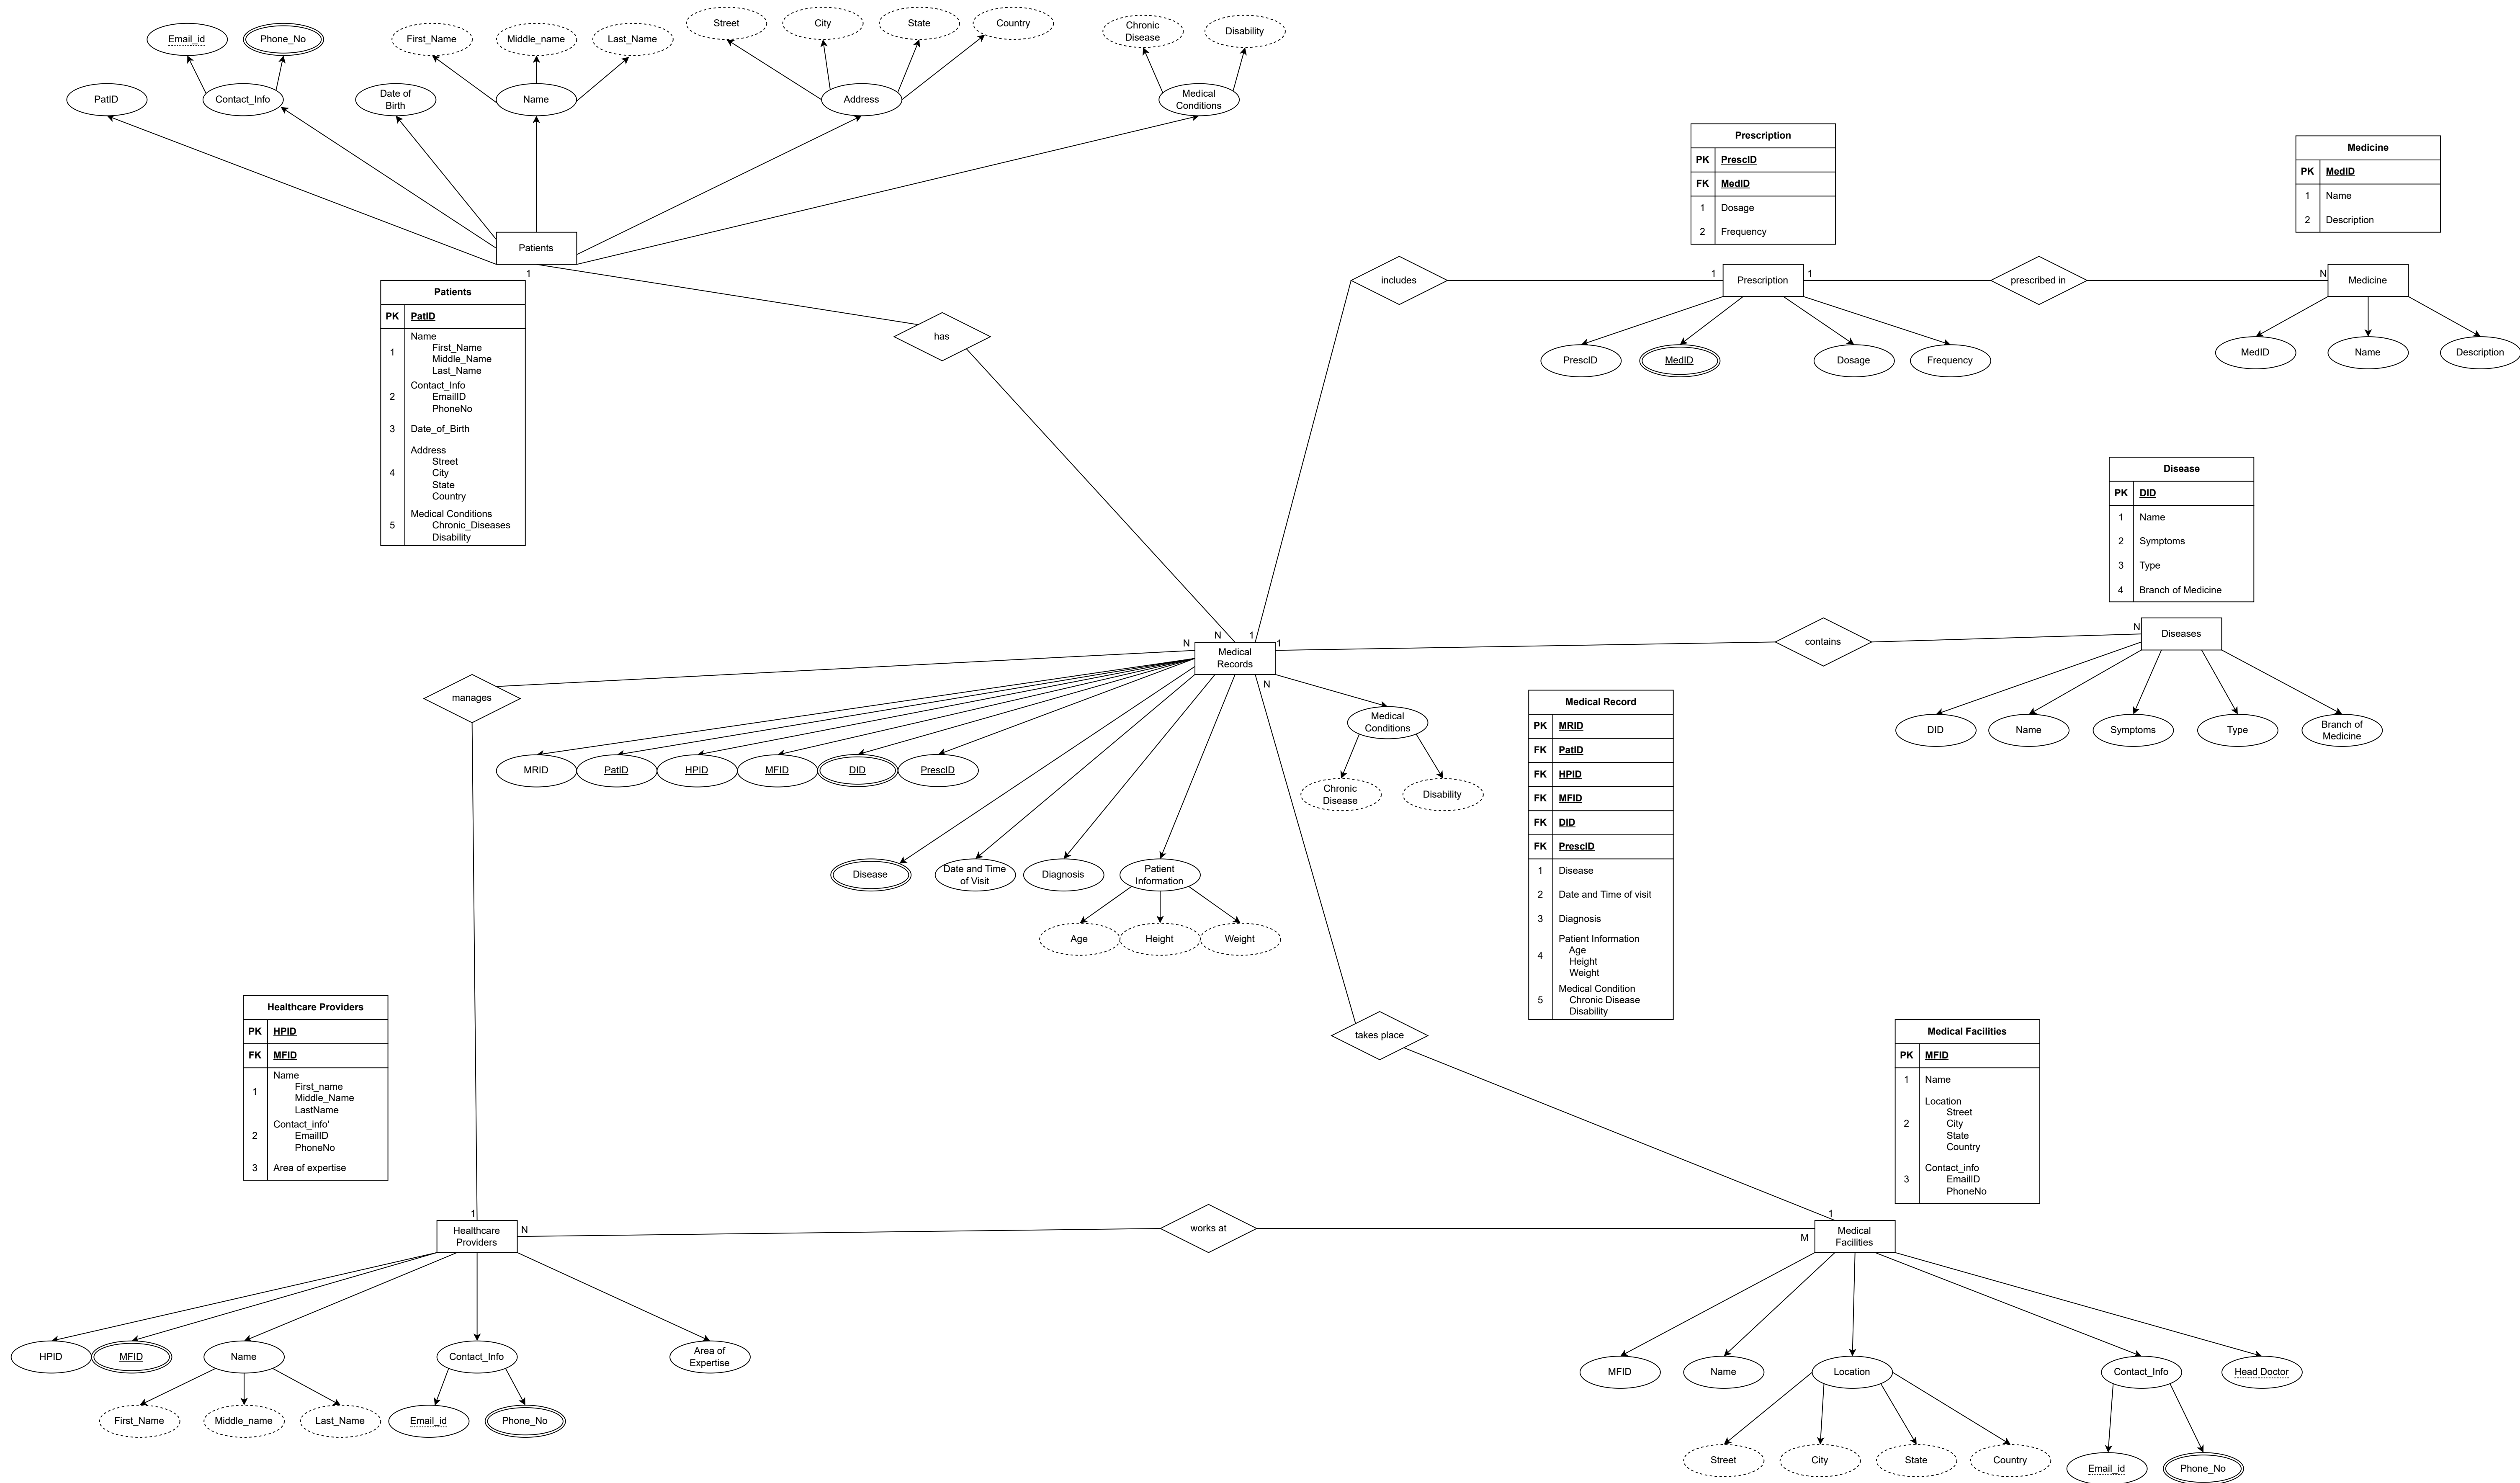 Email_id
Phone_No
First_Name
Middle_name
Last_Name
Street
City
State
Country
Chronic
Disease
Disability
PatID
Contact_Info
Date of
Birth
Name
Address
Medical
Conditions
Patients
1
Patients
PK PatID
1 Name
First_Name
Middle_Name
Last_Name
2 Contact_Info
EmailID
PhoneNo
3 Date_of_Birth
4 Address
Street
City
State
Country
5 Medical Conditions
Chronic_Diseases
Disability
has
Prescription
PK PrescID
FK MedID
1 Dosage
2 Frequency
Medicine
PK MedID
1 Name
2 Description
includes
1
Prescription
1
prescribed in
N
Medicine
PrescID
MedID
Dosage
Frequency
MedID
Name
Description
Disease
PK DID
1 Name
2 Symptoms
3 Type
4 Branch of Medicine
N
N
1
1
Medical
Records
N
contains
N
Diseases
DID
Name
Symptoms
Type
Branch of
Medicine
manages
MRID
PatID
HPID
MFID
DID
PrescID
Medical
Conditions
Chronic
Disease
Disability
Disease
Date and Time
of Visit
Diagnosis
Patient
Information
Age
Height
Weight
Medical Record
PK MRID
FK PatID
FK HPID
FK MFID
FK DID
FK PrescID
1 Disease
2 Date and Time of visit
3 Diagnosis
4 Patient Information
Age
Height
Weight
5 Medical Condition
Chronic Disease
Disability
takes place
Healthcare Providers
PK HPID
FK MFID
1 Name
First_name
Middle_Name
LastName
2 Contact_info'
EmailID
PhoneNo
3 Area of expertise
Medical Facilities
PK MFID
1 Name
2 Location
Street
City
State
Country
3 Contact_info
EmailID
PhoneNo
1
Healthcare
Providers
N
works at
1
M
Medical
Facilities
HPID
MFID
Name
Contact_Info
Area of
Expertise
First_Name
Middle_name
Last_Name
Email_id
Phone_No
MFID
Name
Location
Contact_Info
Head Doctor
Street
City
State
Country
Email_id
Phone_No